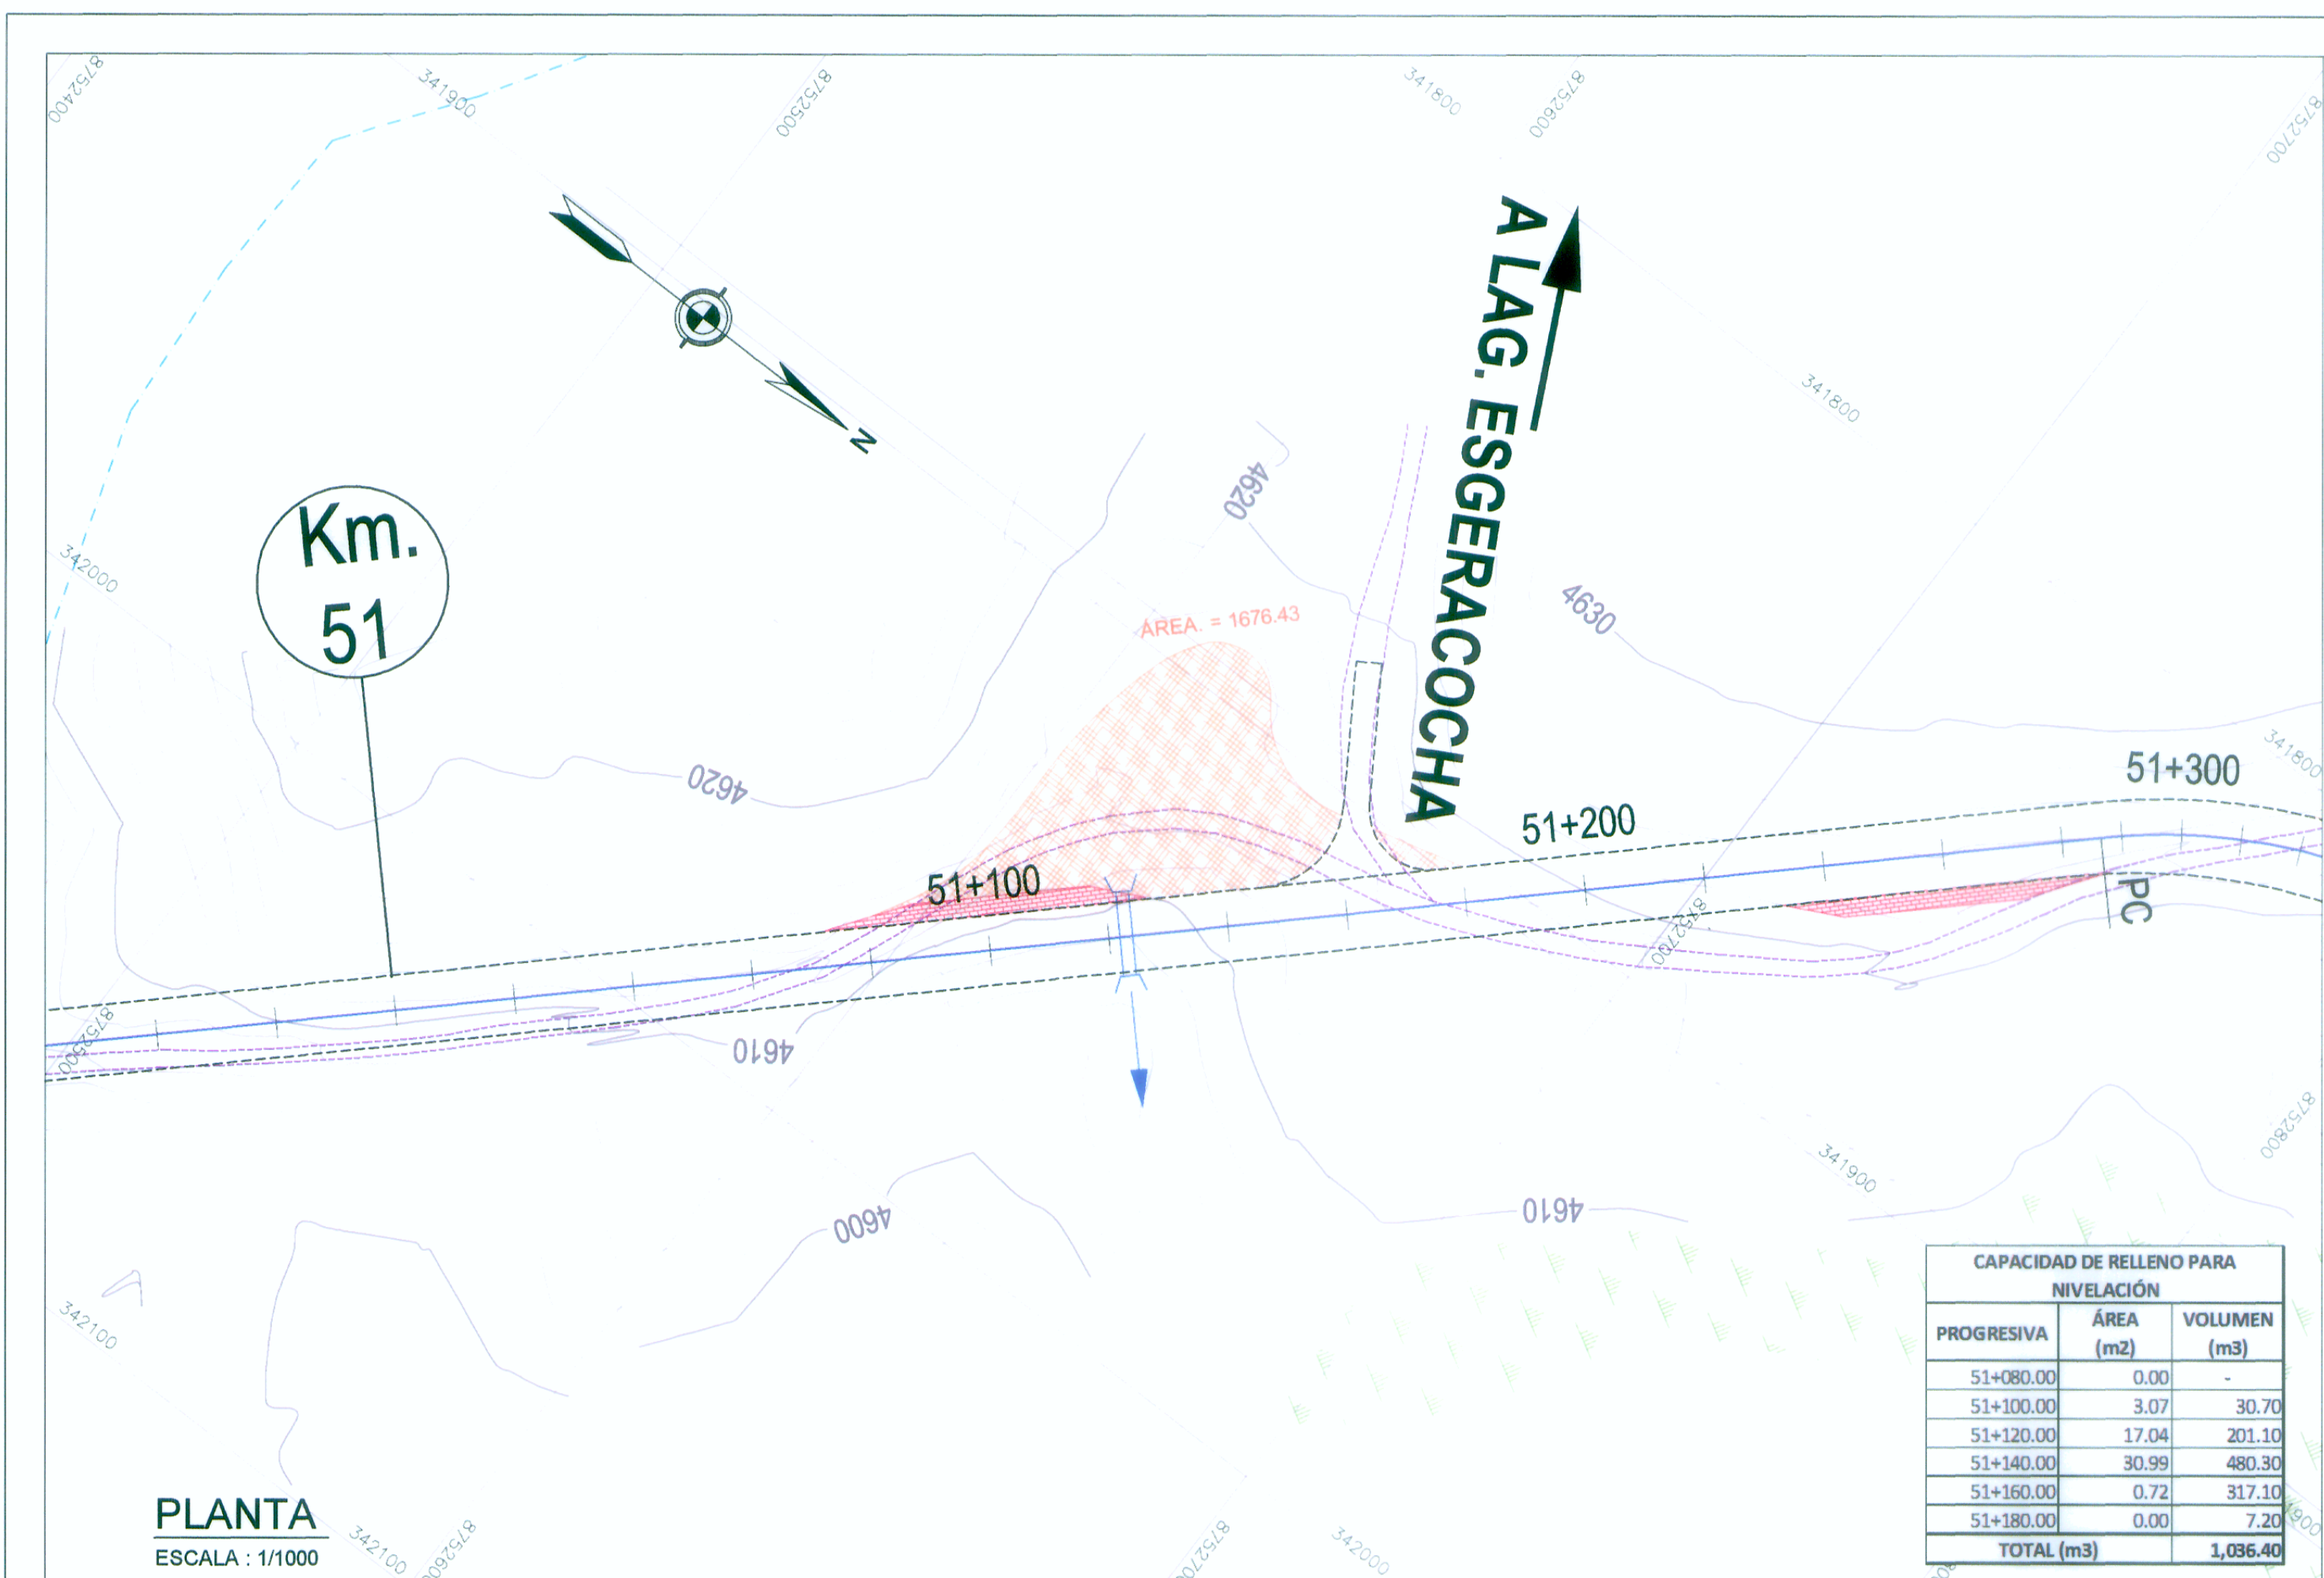 8752400
341900
8752500
341800
8752600
8752700
N
A LAG. ESGERACOCHA
341800
4620
Km.
51
342000
4630
AREA. = 1676.43
4620
51+300
341800
51+200
51+100
PC
8752700
8752500
4610
8752800
341900
4610
4600
342100
CAPACIDAD DE RELLENO PARA
NIVELACIÓN
PROGRESIVA ÁREA (m2) VOLUMEN (m3)
51+080.00 0.00 -
51+100.00 3.07 30.70
51+120.00 17.04 201.10
51+140.00 30.99 480.30
51+160.00 0.72 317.10
51+180.00 0.00 7.20
TOTAL (m3) 1,036.40
PLANTA
ESCALA : 1/1000
342100
342000